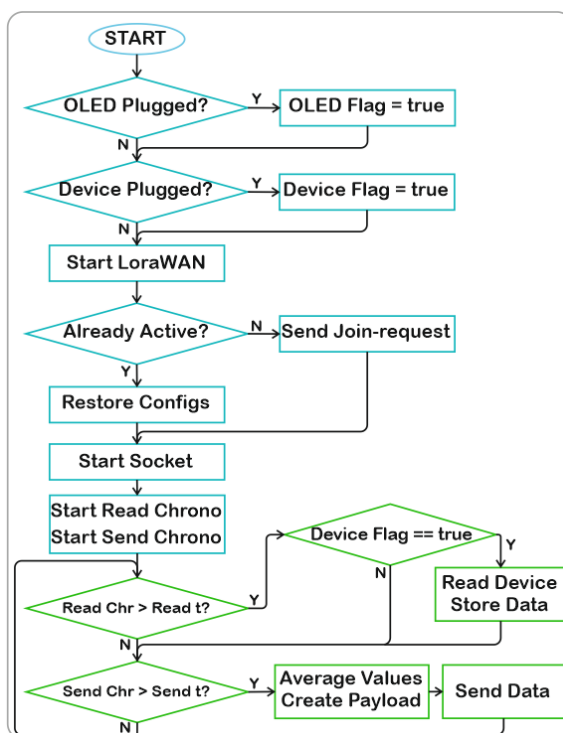 START
OLED Plugged?
Y
OLED Flag = true
N
Device Plugged?
Y
Device Flag = true
N
Start LoraWAN
Already Active?
N
Send Join-request
Y
Restore Configs
Start Socket
Start Read Chrono
Start Send Chrono
Device Flag == true
Y
N
Read Chr > Read t?
Y
Read Device
Store Data
N
Send Chr > Send t?
Y
Average Values
Create Payload
Send Data
N